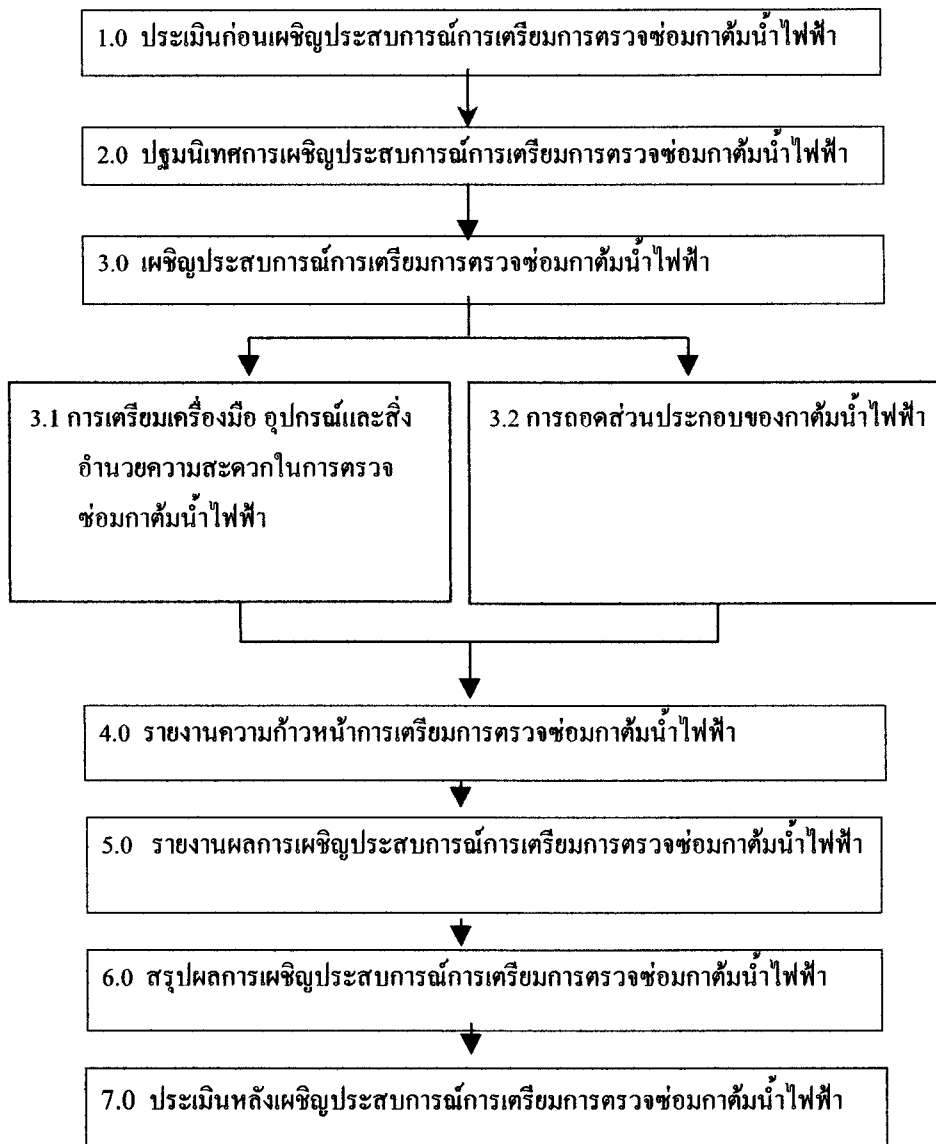 1.0 ประเมินก่อนเผชิญประสบการณ์การเตรียมการตรวจซ่อมกาต้มน้ำไฟฟ้า
2.0 ปฐมนิเทศการเผชิญประสบการณ์การเตรียมการตรวจซ่อมกาต้มน้ำไฟฟ้า
3.0 เผชิญประสบการณ์การเตรียมการตรวจซ่อมกาต้มน้ำไฟฟ้า
3.1 การเตรียมเครื่องมือ อุปกรณ์และสิ่ง
อำนวยความสะดวกในการตรวจ
ซ่อมกาต้มน้ำไฟฟ้า
3.2 การถอดส่วนประกอบของกาต้มน้ำไฟฟ้า
4.0 รายงานความก้าวหน้าการเตรียมการตรวจซ่อมกาต้มน้ำไฟฟ้า
5.0 รายงานผลการเผชิญประสบการณ์การเตรียมการตรวจซ่อมกาต้มน้ำไฟฟ้า
6.0 สรุปผลการเผชิญประสบการณ์การเตรียมการตรวจซ่อมกาต้มน้ำไฟฟ้า
7.0 ประเมินหลังเผชิญประสบการณ์การเตรียมการตรวจซ่อมกาต้มน้ำไฟฟ้า